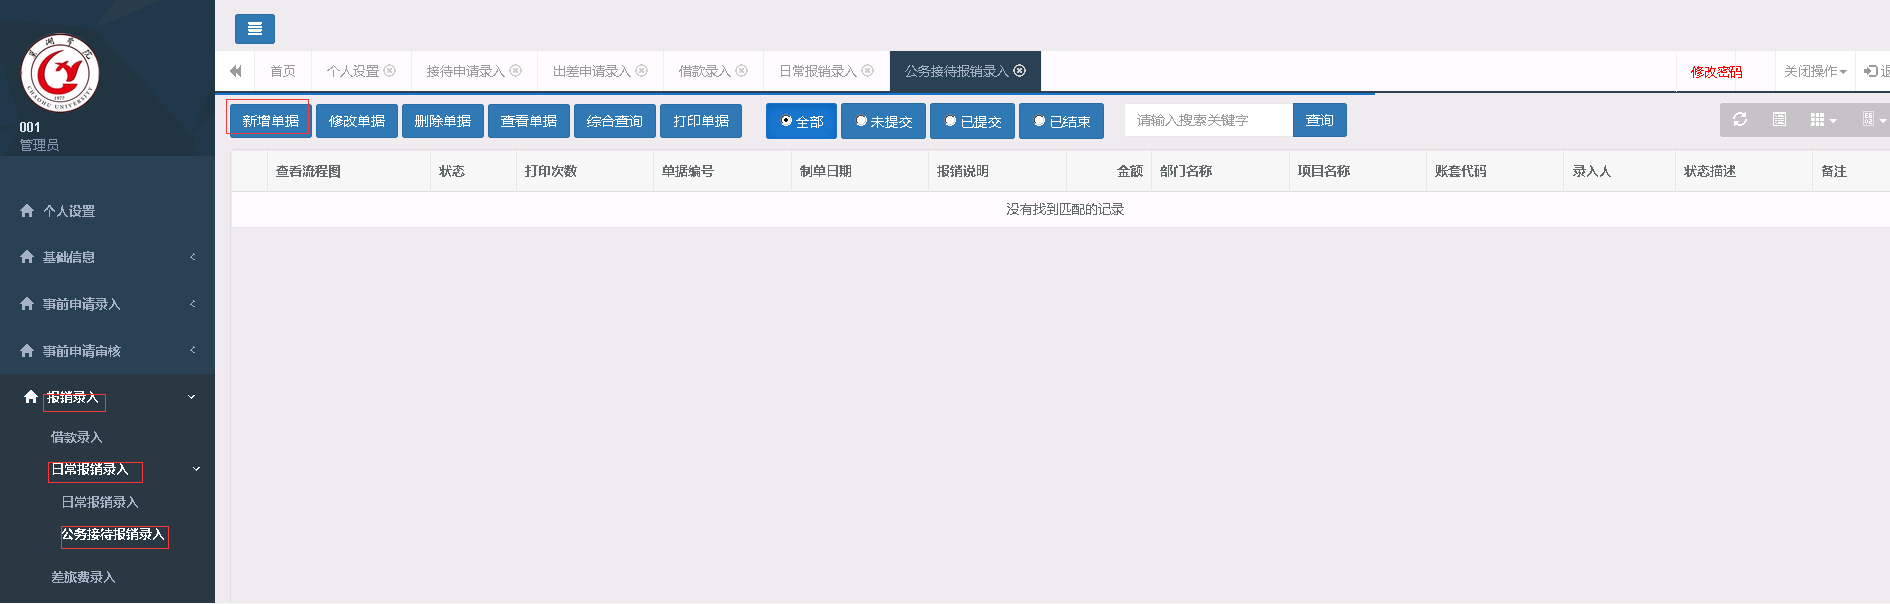 巢湖学院
1977
CHAOHU UNIVERSITY
001
管理员
个人设置
基础信息
事前申请录入
事前申请审核
报销录入
借款录入
日常报销录入
日常报销录入
公务接待报销录入
差旅费录入
首页 个人设置 接待申请录入 出差申请录入 借款录入 日常报销录入 公务接待报销录入 修改密码 关闭操作
新增单据 修改单据 删除单据 查看单据 综合查询 打印单据 全部 未提交 已提交 已结束 请输入搜索关键字 查询
查看流程图 状态 打印次数 单据编号 制单日期 报销说明 金额 部门名称 项目名称 账套代码 录入人 状态描述 备注
没有找到匹配的记录